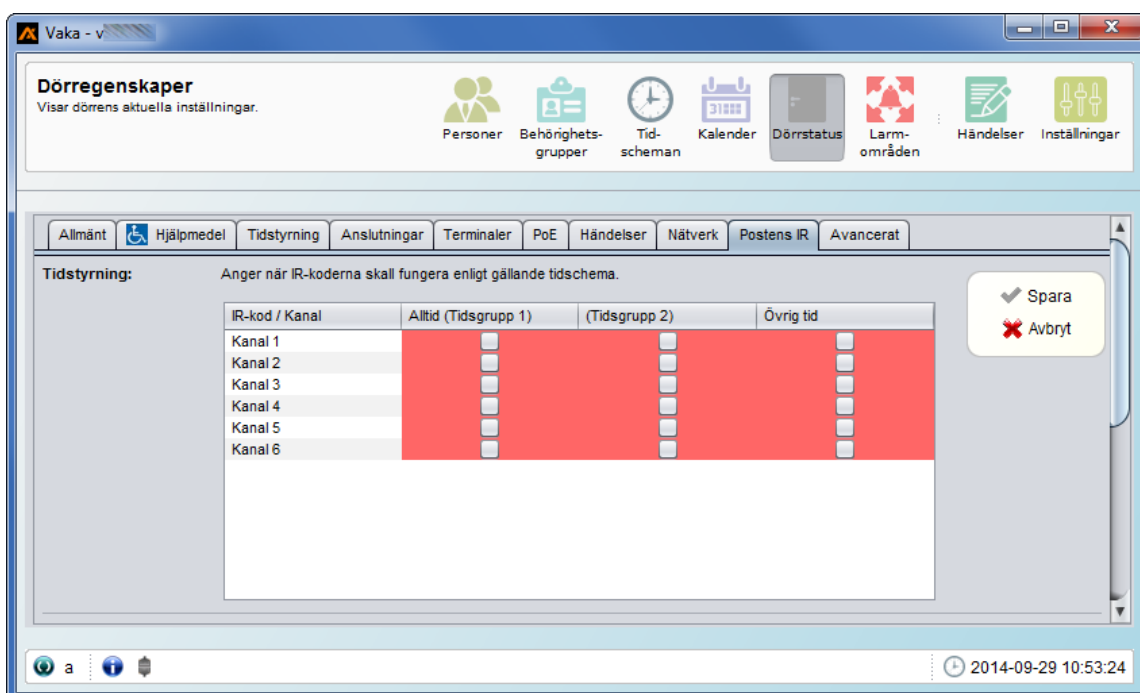 Vaka - v
Dörregenskaper
Visar dörrens aktuella inställningar.
Personer
Behörighets-
grupper
Tid-
scheman
31
Kalender
Dörrstatus
Larm-
områden
Händelser
Inställningar
Allmänt Hjälpmedel Tidstyrning Anslutningar Terminaler PoE Händelser Nätverk Postens IR Avancerat
Tidstyrning: Anger när IR-koderna skall fungera enligt gällande tidschema.
Spara
Avbryt
IR-kod / Kanal Alltid (Tidsgrupp 1) (Tidsgrupp 2) Övrig tid
Kanal 1
Kanal 2
Kanal 3
Kanal 4
Kanal 5
Kanal 6
a
2014-09-29 10:53:24